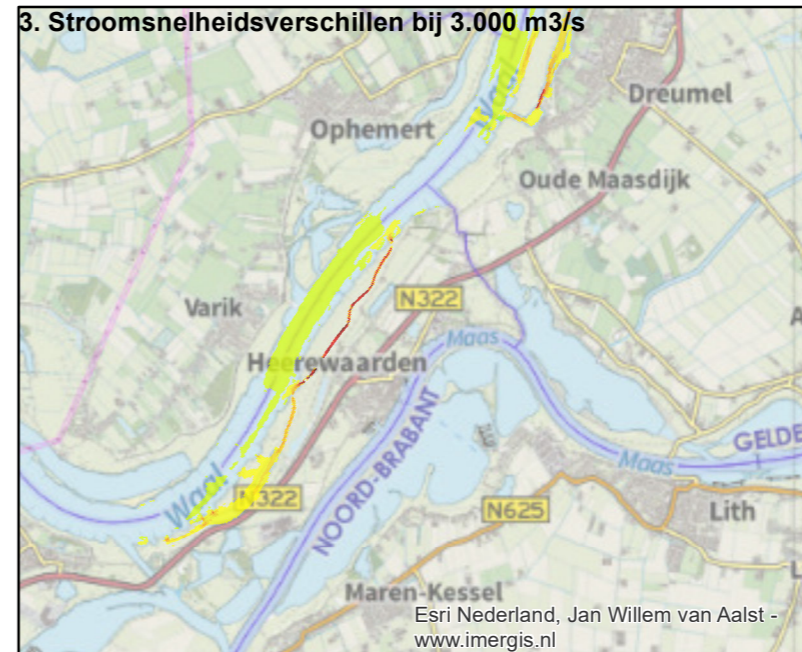 3. Stroomsnelheidsverschillen bij 3.000 m3/s
Waal
Dreumel
Ophemert
Oude Maasdijk
N322
Varik
Maas
Heerewaarden
NOORD-BRABANT
GELDE
Maas
Waal
N322
N625
Lith
Maren-Kessel
Esri Nederland, Jan Willem van Aalst -
www.imergis.nl